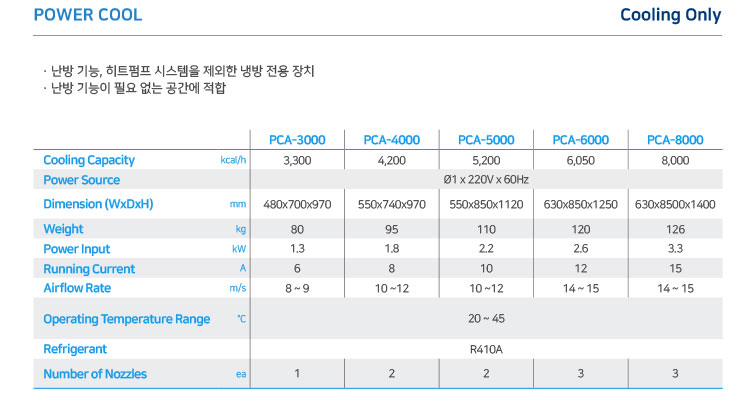 POWER COOL Cooling Only
· 난방 기능, 히트펌프 시스템을 제외한 냉방 전용 장치
· 난방 기능이 필요 없는 공간에 적합
PCA-3000 PCA-4000 PCA-5000 PCA-6000 PCA-8000
Cooling Capacity kcal/h 3,300 4,200 5,200 6,050 8,000
Power Source Ø1 x 220V x 60Hz
Dimension (WxDxH) mm 480x700x970 550x740x970 550x850x1120 630x850x1250 630x8500x1400
Weight kg 80 95 110 120 126
Power Input kW 1.3 1.8 2.2 2.6 3.3
Running Current A 6 8 10 12 15
Airflow Rate m/s 8 ~ 9 10 ~12 10 ~12 14 ~ 15 14 ~ 15
Operating Temperature Range °C 20 ~ 45
Refrigerant R410A
Number of Nozzles ea 1 2 2 3 3